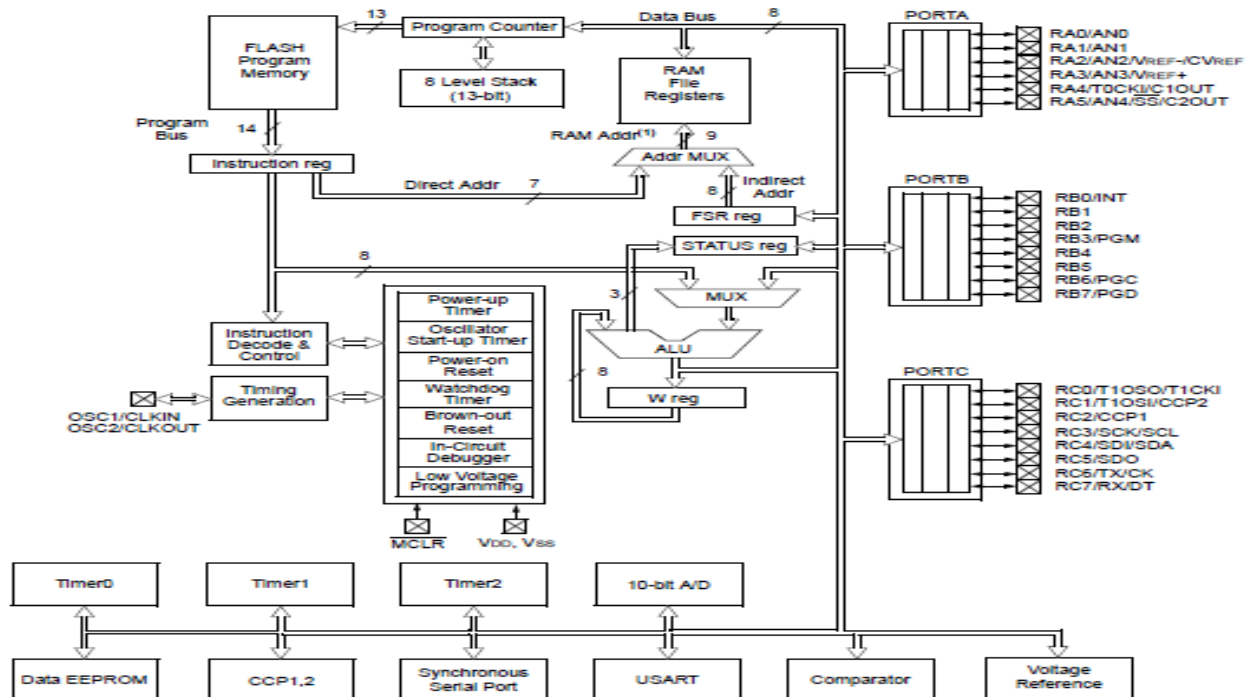 13
Program Counter
Data Bus
8
PORTA
FLASH
Program
Memory
8 Level Stack
(13-bit)
RAM
File
Registers
RA0/AN0
RA1/AN1
RA2/AN2/VREF-/CVREF
RA3/AN3/VREF+
RA4/T0CKI/C1OUT
RA5/AN4/SS/C2OUT
Program
Bus
14
RAM Addr(1)
9
Instruction reg
Addr MUX
Direct Addr
7
8
Indirect
Addr
FSR reg
STATUS reg
PORTB
RB0/INT
RB1
RB2
RB3/PGM
RB4
RB5
RB6/PGC
RB7/PGD
8
3
MUX
Power-up
Timer
Oscillator
Start-up Timer
Power-on
Reset
Watchdog
Timer
Brown-out
Reset
In-Circuit
Debugger
Low Voltage
Programming
Instruction
Decode &
Control
ALU
8
W reg
Timing
Generation
OSC1/CLKIN
OSC2/CLKOUT
PORTC
RC0/T1OSO/T1CKI
RC1/T1OSI/CCP2
RC2/CCP1
RC3/SCK/SCL
RC4/SDI/SDA
RC5/SDO
RC6/TX/CK
RC7/RX/DT
MCLR
VDD, VSS
Timer0
Timer1
Timer2
10-bit A/D
Data EEPROM
CCP1,2
Synchronous
Serial Port
USART
Comparator
Voltage
Reference